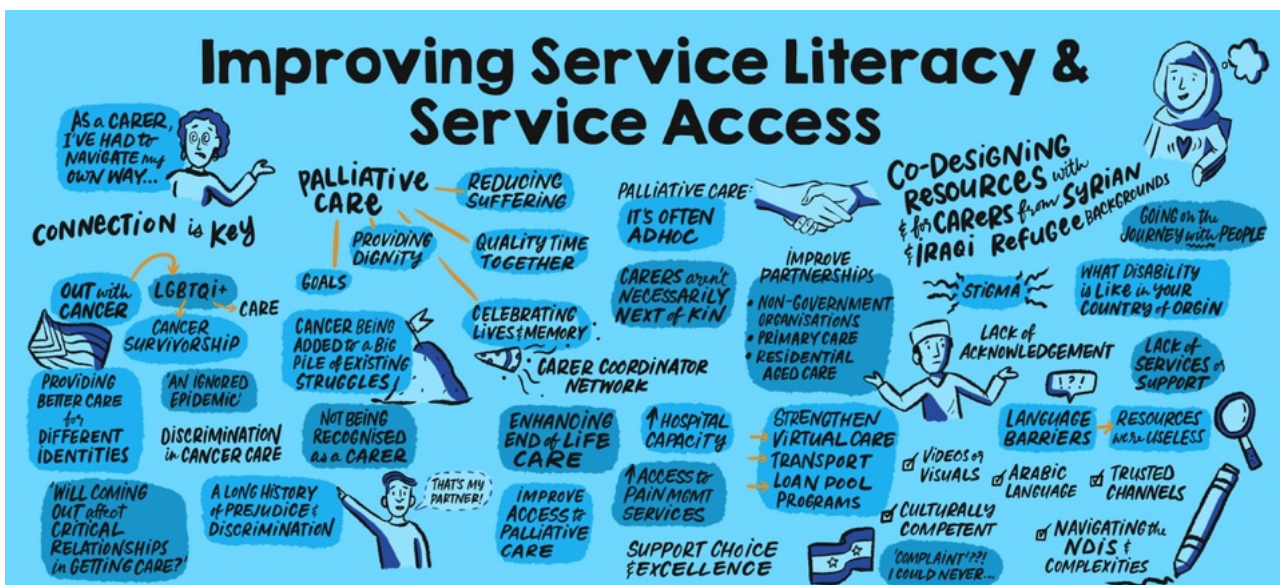 Improving Service Literacy &
Service Access
AS a CARER,
I'VE HAD to
NAVIGATE my
OWN WAY...
CONNECTION is KEY
OUT with
CANCER
LGBTQi+
CARE
CANCER
SURVIVORSHIP
PROVIDING
BETTER CARE
for
DIFFERENT
IDENTITIES
'AN IGNORED
EPIDEMIC'
DISCRIMINATION
in CANCER CARE
'WILL COMING
OUT affect
CRITICAL
RELATIONSHIPS
in GETTING CARE?'
A LONG HISTORY
of PREJUDICE &
DISCRIMINATION
PALLIATIVE
CARE
REDUCING
SUFFERING
PROVIDING
DIGNITY
QUALITY TIME
TOGETHER
GOALS
CELEBRATING
LIVES & MEMORY
CANCER BEING
ADDED to a BIG
PILE of EXISTING
STRUGGLES!
NOT BEING
RECOGNISED
as a CARER
THAT'S MY
PARTNER!
CARER COORDINATOR
NETWORK
ENHANCING
END of LIFE
CARE
IMPROVE
ACCESS to
PALLIATIVE
CARE
PALLIATIVE CARE:
IT'S OFTEN
ADHOC
CARERS aren't
NECESSARILY
NEXT of KIN
IMPROVE
PARTNERSHIPS
• NON-GOVERNMENT
ORGANISATIONS
• PRIMARY CARE
• RESIDENTIAL
AGED CARE
↑ HOSPITAL
CAPACITY
↑ ACCESS to
PAIN MGMT
SERVICES
SUPPORT CHOICE
& EXCELLENCE
STRENGTHEN
→ VIRTUAL CARE
→ TRANSPORT
→ LOAN POOL
PROGRAMS
CO-DESIGNING
RESOURCES with
& for CARERS from SYRIAN
& IRAQI REFUGEE BACKGROUNDS
GOING on the
JOURNEY with PEOPLE
STIGMA
WHAT DISABILITY
is LIKE in YOUR
COUNTRY of ORGIN
LACK of
ACKNOWLEDGEMENT
LACK of
SERVICES or
SUPPORT
!?!
LANGUAGE
BARRIERS
RESOURCES
were USELESS
VIDEOS or
VISUALS
ARABIC
LANGUAGE
TRUSTED
CHANNELS
CULTURALLY
COMPETENT
NAVIGATING the
NDiS &
COMPLEXITIES
'COMPLAINT'??!
I COULD NEVER...